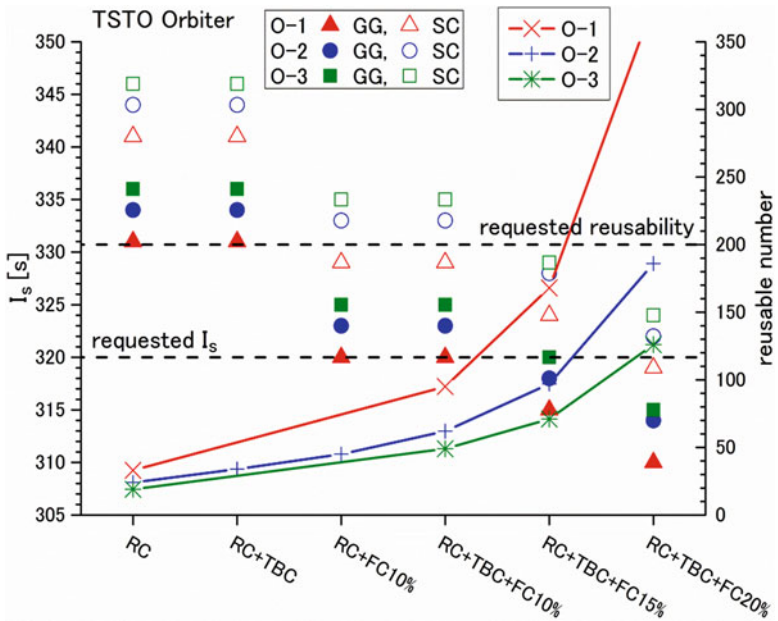 TSTO Orbiter
O-1 GG, SC
O-2 GG, SC
O-3 GG, SC
O-1
O-2
O-3
350
345
340
335
330
325
320
315
310
305
Is [s]
350
300
250
200
150
100
50
0
reusable number
requested reusability
requested Is
RC
RC+TBC
RC+FC10%
RC+TBC+FC10%
RC+TBC+FC15%
RC+TBC+FC20%